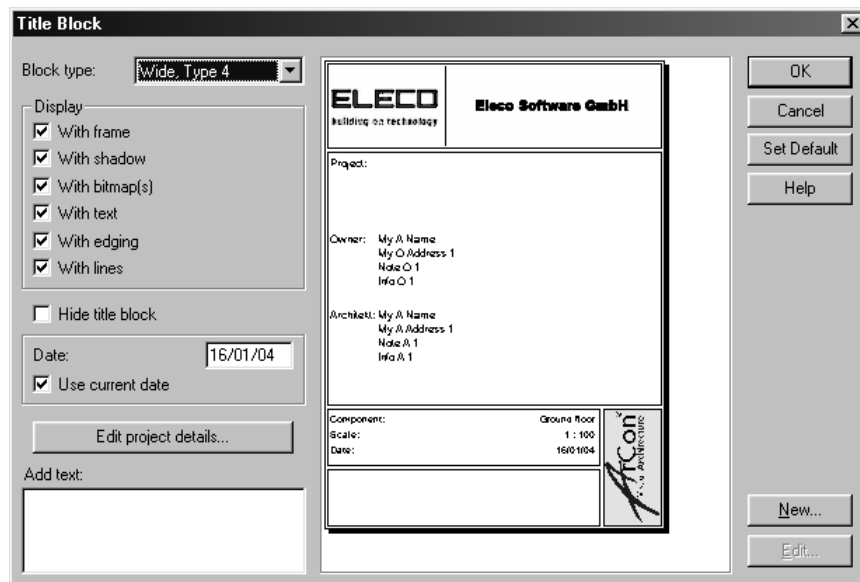 Title Block
Block type: Wide, Type 4
Display
With frame
With shadow
With bitmap(s)
With text
With edging
With lines
Hide title block
Date: 16/01/04
Use current date
Edit project details...
Add text:
ELECO
building on technology
Eleco Software GmbH
Project:
Owner: My A Name
My O Address 1
Note O 1
Info O 1
Architekt: My A Name
My A Address 1
Note A 1
Info A 1
Component: Ground floor
Scale: 1 : 100
Date: 16/01/04
ArCon
Visual Architecture
OK
Cancel
Set Default
Help
New...
Edit...